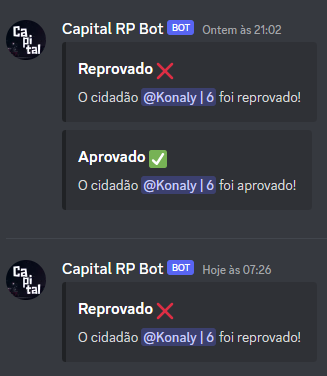 Ca
pi
tal
Capital RP Bot BOT Ontem às 21:02
Reprovado ❌
O cidadão @Konaly | 6 foi reprovado!
Aprovado ✅
O cidadão @Konaly | 6 foi aprovado!
Ca
pi
tal
Capital RP Bot BOT Hoje às 07:26
Reprovado ❌
O cidadão @Konaly | 6 foi reprovado!